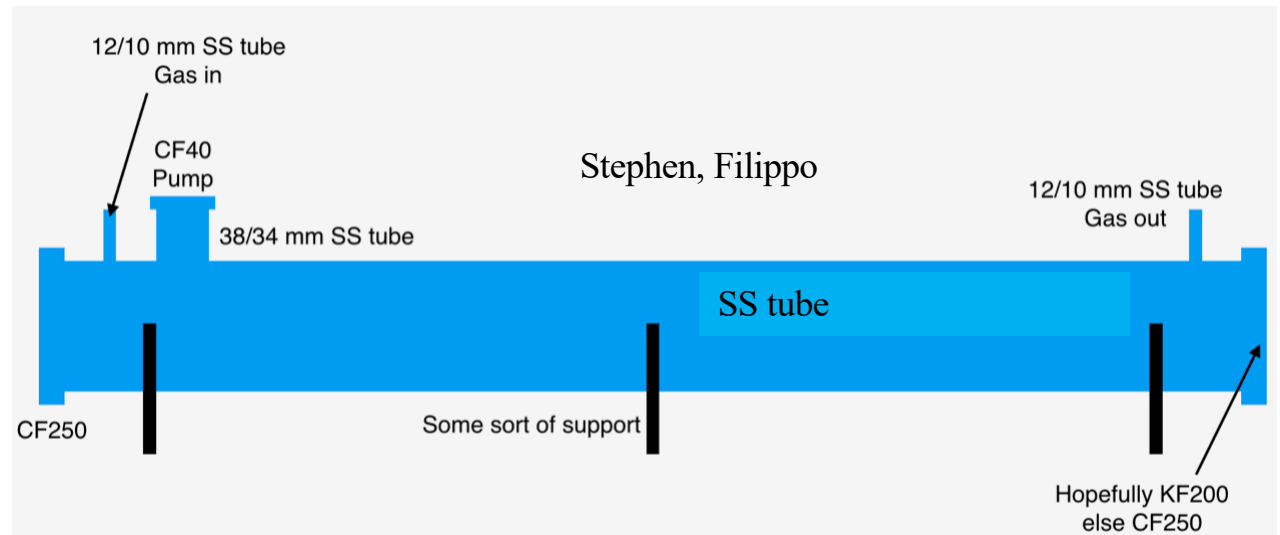 12/10 mm SS tube
Gas in
CF40
Pump
38/34 mm SS tube
Stephen, Filippo
12/10 mm SS tube
Gas out
SS tube
CF250
Some sort of support
Hopefully KF200
else CF250